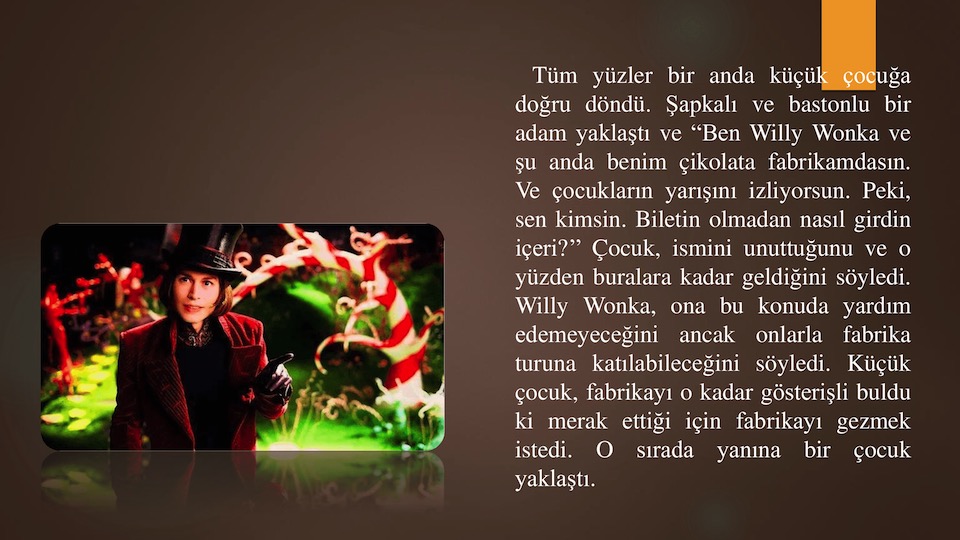 Tüm yüzler bir anda küçük çocuğa
doğru döndü. Şapkalı ve bastonlu bir
adam yaklaştı ve “Ben Willy Wonka ve
şu anda benim çikolata fabrikamdasın.
Ve çocukların yarışını izliyorsun. Peki,
sen kimsin. Biletin olmadan nasıl girdin
içeri?’’ Çocuk, ismini unuttuğunu ve o
yüzden buralara kadar geldiğini söyledi.
Willy Wonka, ona bu konuda yardım
edemeyeceğini ancak onlarla fabrika
turuna katılabileceğini söyledi. Küçük
çocuk, fabrikayı o kadar gösterişli buldu
ki merak ettiği için fabrikayı gezmek
istedi. O sırada yanına bir çocuk
yaklaştı.